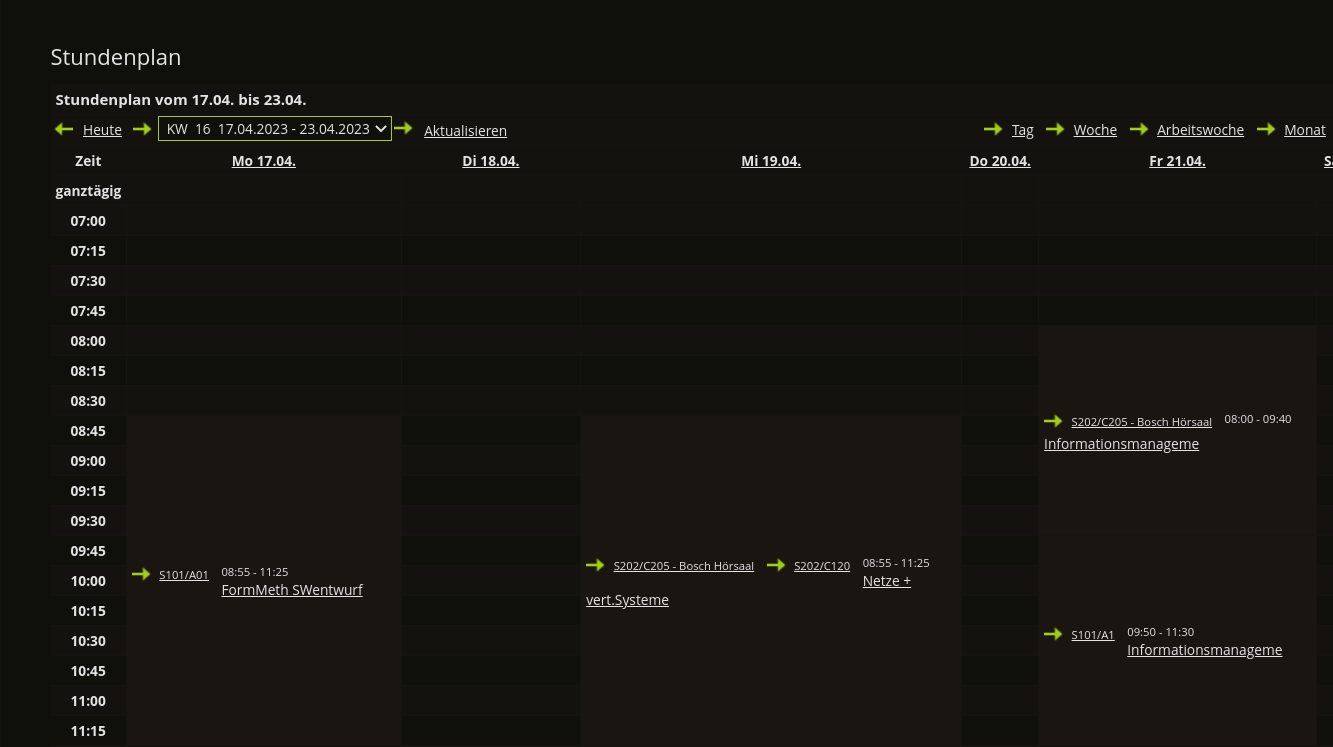 Stundenplan
Stundenplan vom 17.04. bis 23.04.
Heute KW 16 17.04.2023 - 23.04.2023 Aktualisieren Tag Woche Arbeitswoche Monat
Zeit Mo 17.04. Di 18.04. Mi 19.04. Do 20.04. Fr 21.04.
ganztägig
07:00
07:15
07:30
07:45
08:00
08:15
08:30
S202/C205 - Bosch Hörsaal 08:00 - 09:40
08:45
Informationsmanageme
09:00
09:15
09:30
09:45
S202/C205 - Bosch Hörsaal S202/C120 08:55 - 11:25
S101/A01 08:55 - 11:25
10:00 Netze +
FormMeth SWentwurf
vert.Systeme
10:15
10:30 S101/A1 09:50 - 11:30
Informationsmanageme
10:45
11:00
11:15